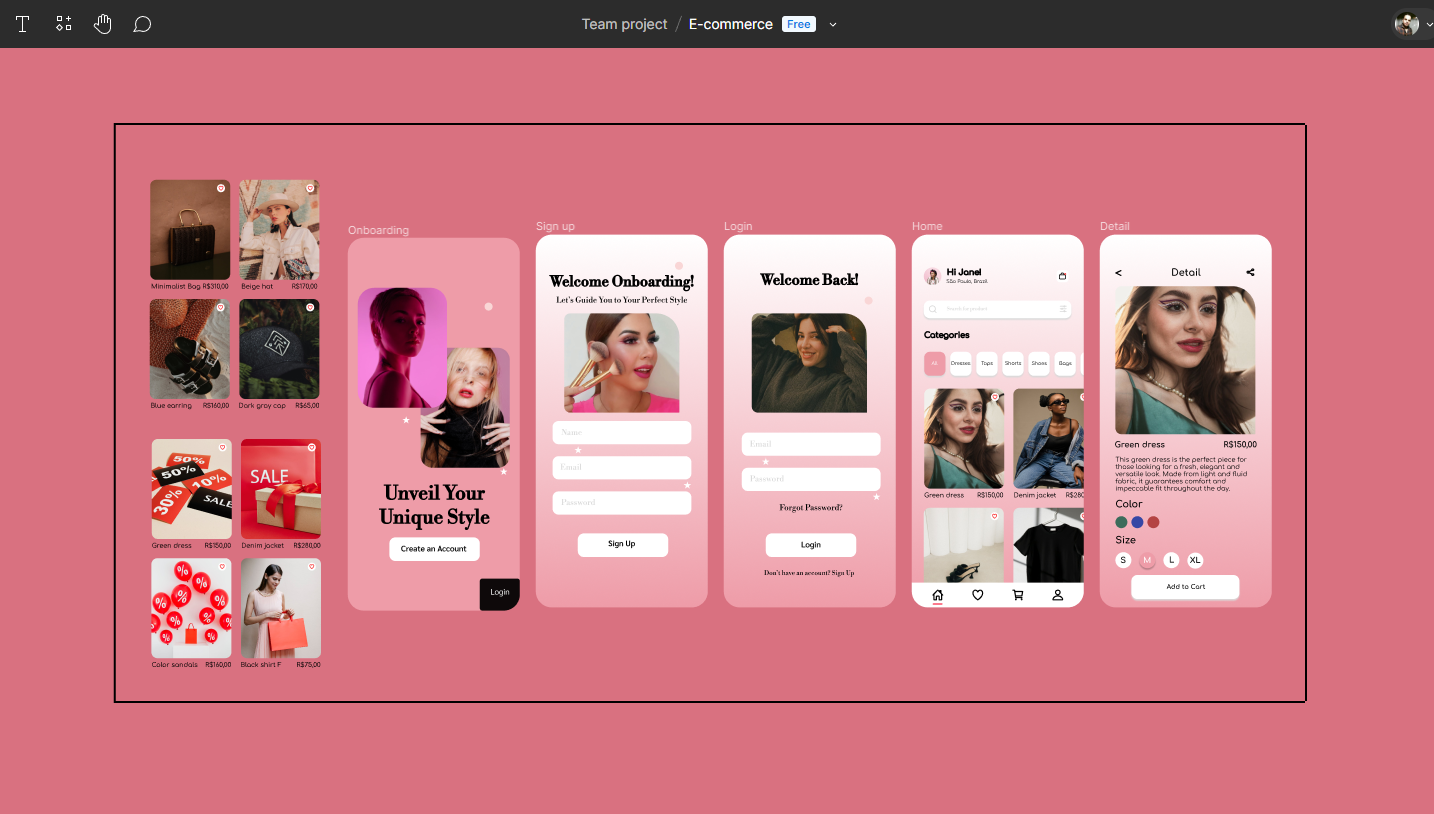 Team project / E-commerce Free
Minimalist Bag R$310,00
Beige hat R$170,00
Blue earring R$160,00
Dark gray cap R$65,00
50%
50%
10%
30%
SALE
SALE
Green dress R$150,00
Denim jacket R$280,00
Color sandals R$160,00
Black shirt F R$75,00
Onboarding
Unveil Your
Unique Style
Create an Account
Login
Sign up
Welcome Onboarding!
Let's Guide You to Your Perfect Style
Name
Email
Password
Sign Up
Login
Welcome Back!
Email
Password
Forgot Password?
Login
Don't have an account? Sign Up
Home
Hi Janel
São Paulo, Brazil
Search for product
Categories
All Dresses Tops Shorts Shoes Bags
Green dress R$150,00
Denim jacket R$280
Detail
< Detail
Green dress R$150,00
This green dress is the perfect piece for
those looking for a fresh, elegant and
versatile look. Made from light and fluid
fabric, it guarantees comfort and
impeccable fit throughout the day.
Color
Size
S M L XL
Add to Cart